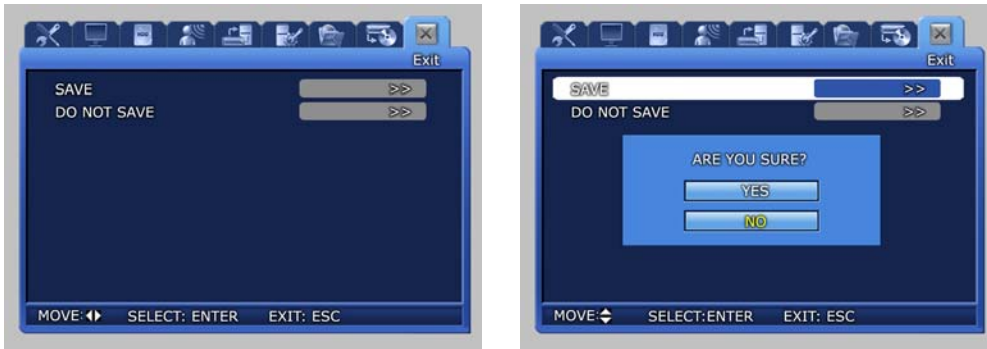 Exit
SAVE >>
DO NOT SAVE >>
MOVE: SELECT: ENTER EXIT: ESC
Exit
SAVE >>
DO NOT SAVE >>
ARE YOU SURE?
YES
NO
MOVE: SELECT:ENTER EXIT: ESC